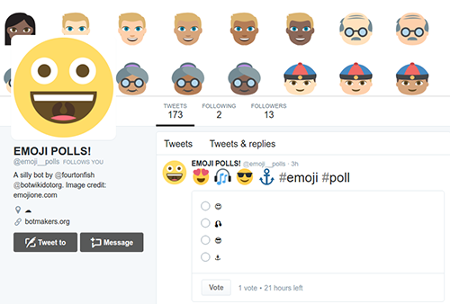 TWEETS FOLLOWING FOLLOWERS
173 2 13
EMOJI POLLS!
@emoji__polls FOLLOWS YOU
A silly bot by @fourtonfish
@botwikidotorg. Image credit:
emojione.com
☁
botmakers.org
Tweet to Message
Tweets Tweets & replies
EMOJI POLLS! @emoji__polls · 3h
😍 🎧 😎 ⚓ #emoji #poll
😍
🎧
😎
⚓
Vote 1 vote • 21 hours left